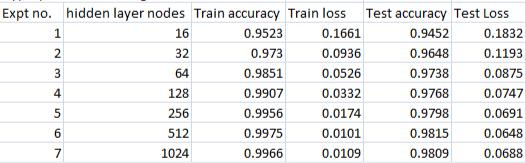 Expt no. hidden layer nodes Train accuracy Train loss Test accuracy Test Loss
1 16 0.9523 0.1661 0.9452 0.1832
2 32 0.973 0.0936 0.9648 0.1193
3 64 0.9851 0.0526 0.9738 0.0875
4 128 0.9907 0.0332 0.9768 0.0747
5 256 0.9956 0.0174 0.9798 0.0691
6 512 0.9975 0.0101 0.9815 0.0648
7 1024 0.9966 0.0109 0.9809 0.0688